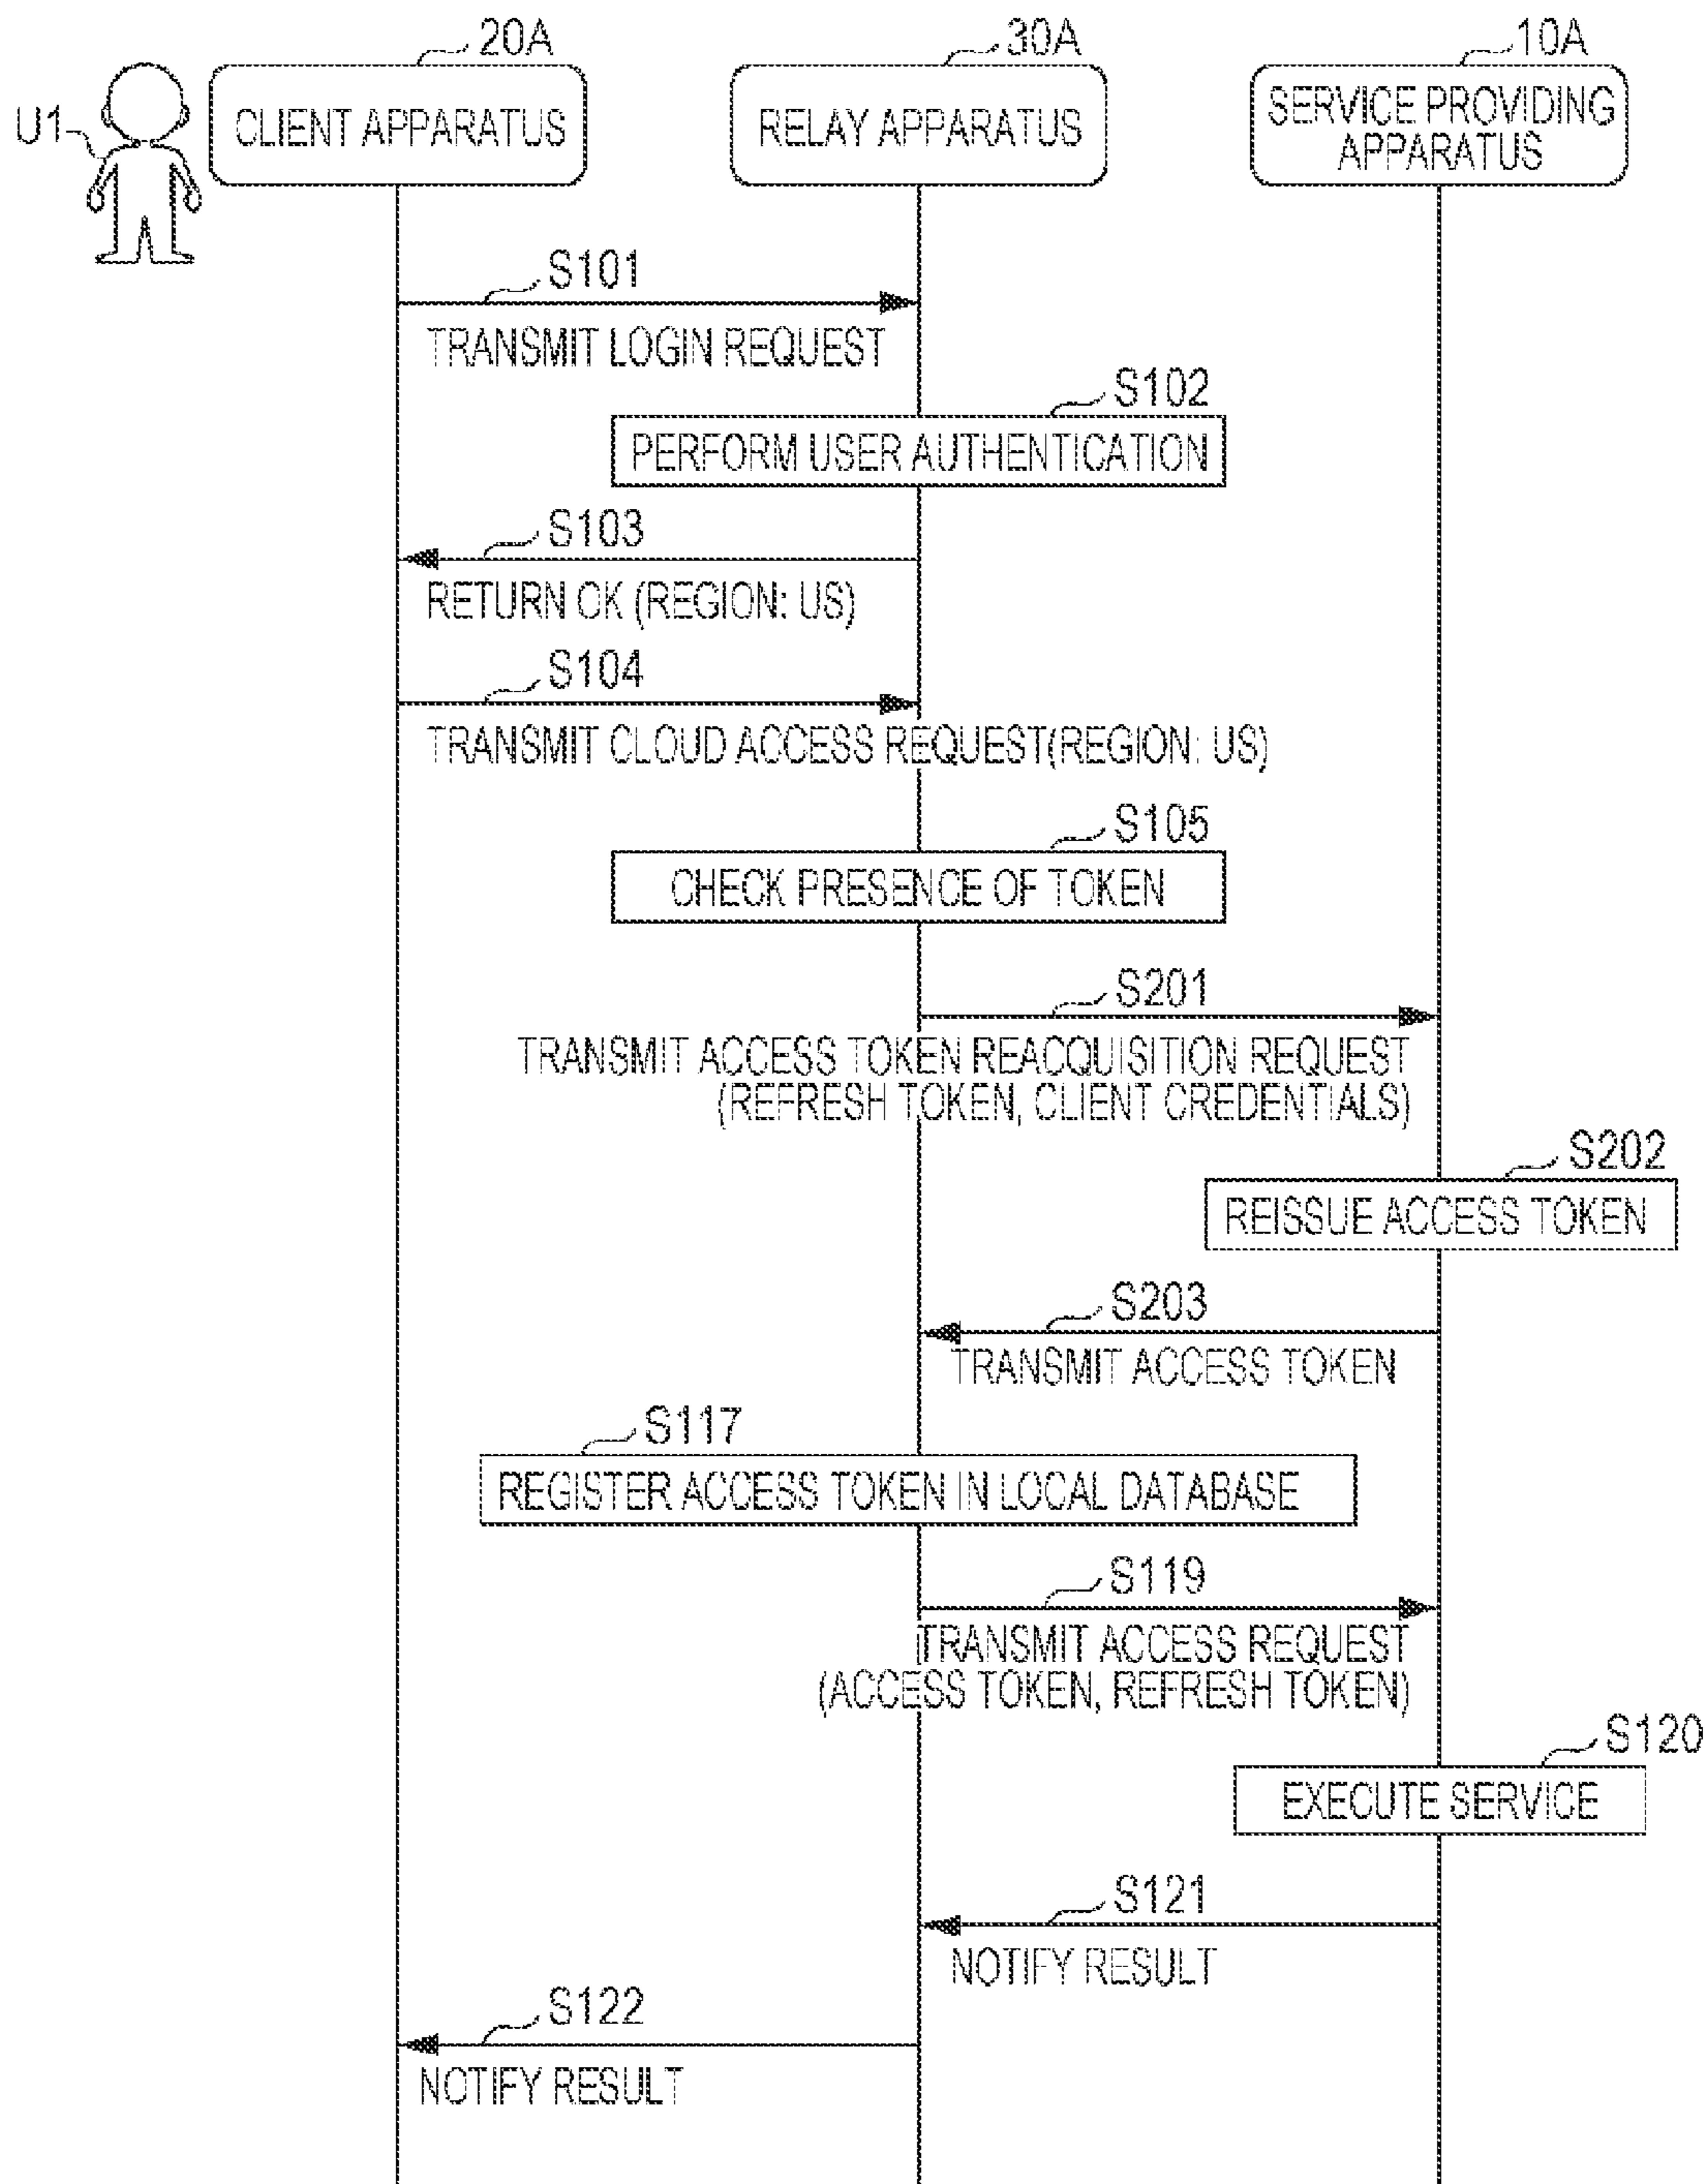 20A
30A
10A
U1
CLIENT APPARATUS
RELAY APPARATUS
SERVICE PROVIDING
APPARATUS
S101
TRANSMIT LOGIN REQUEST
S102
PERFORM USER AUTHENTICATION
S103
RETURN OK (REGION: US)
S104
TRANSMIT CLOUD ACCESS REQUEST(REGION: US)
S105
CHECK PRESENCE OF TOKEN
S201
TRANSMIT ACCESS TOKEN REACQUISITION REQUEST
(REFRESH TOKEN, CLIENT CREDENTIALS)
S202
REISSUE ACCESS TOKEN
S203
TRANSMIT ACCESS TOKEN
S117
REGISTER ACCESS TOKEN IN LOCAL DATABASE
S119
TRANSMIT ACCESS REQUEST
(ACCESS TOKEN, REFRESH TOKEN)
S120
EXECUTE SERVICE
S121
NOTIFY RESULT
S122
NOTIFY RESULT